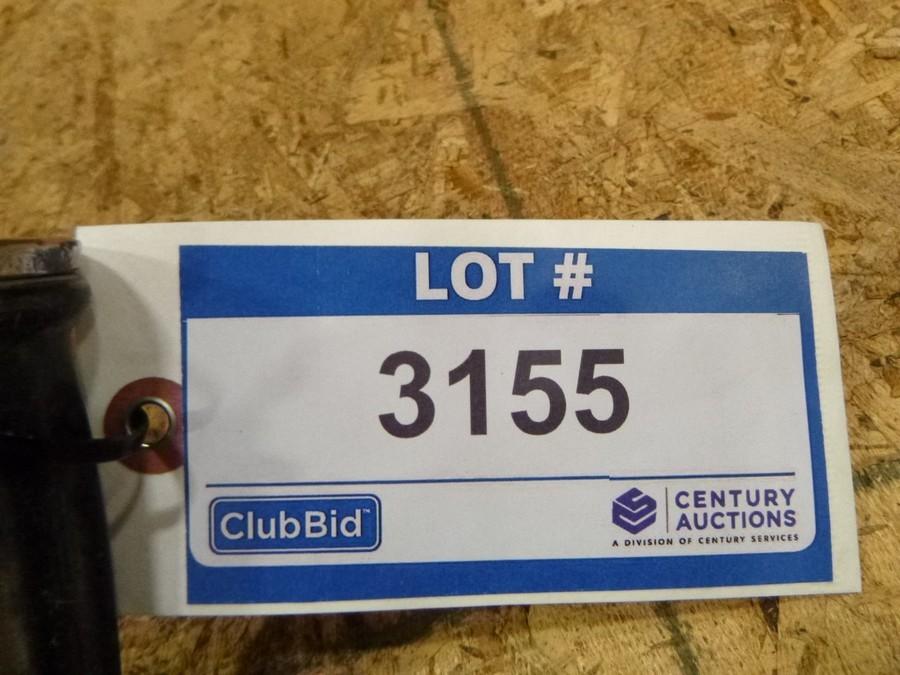 LOT #
3155
ClubBid™
CENTURY
AUCTIONS
A DIVISION OF CENTURY SERVICES